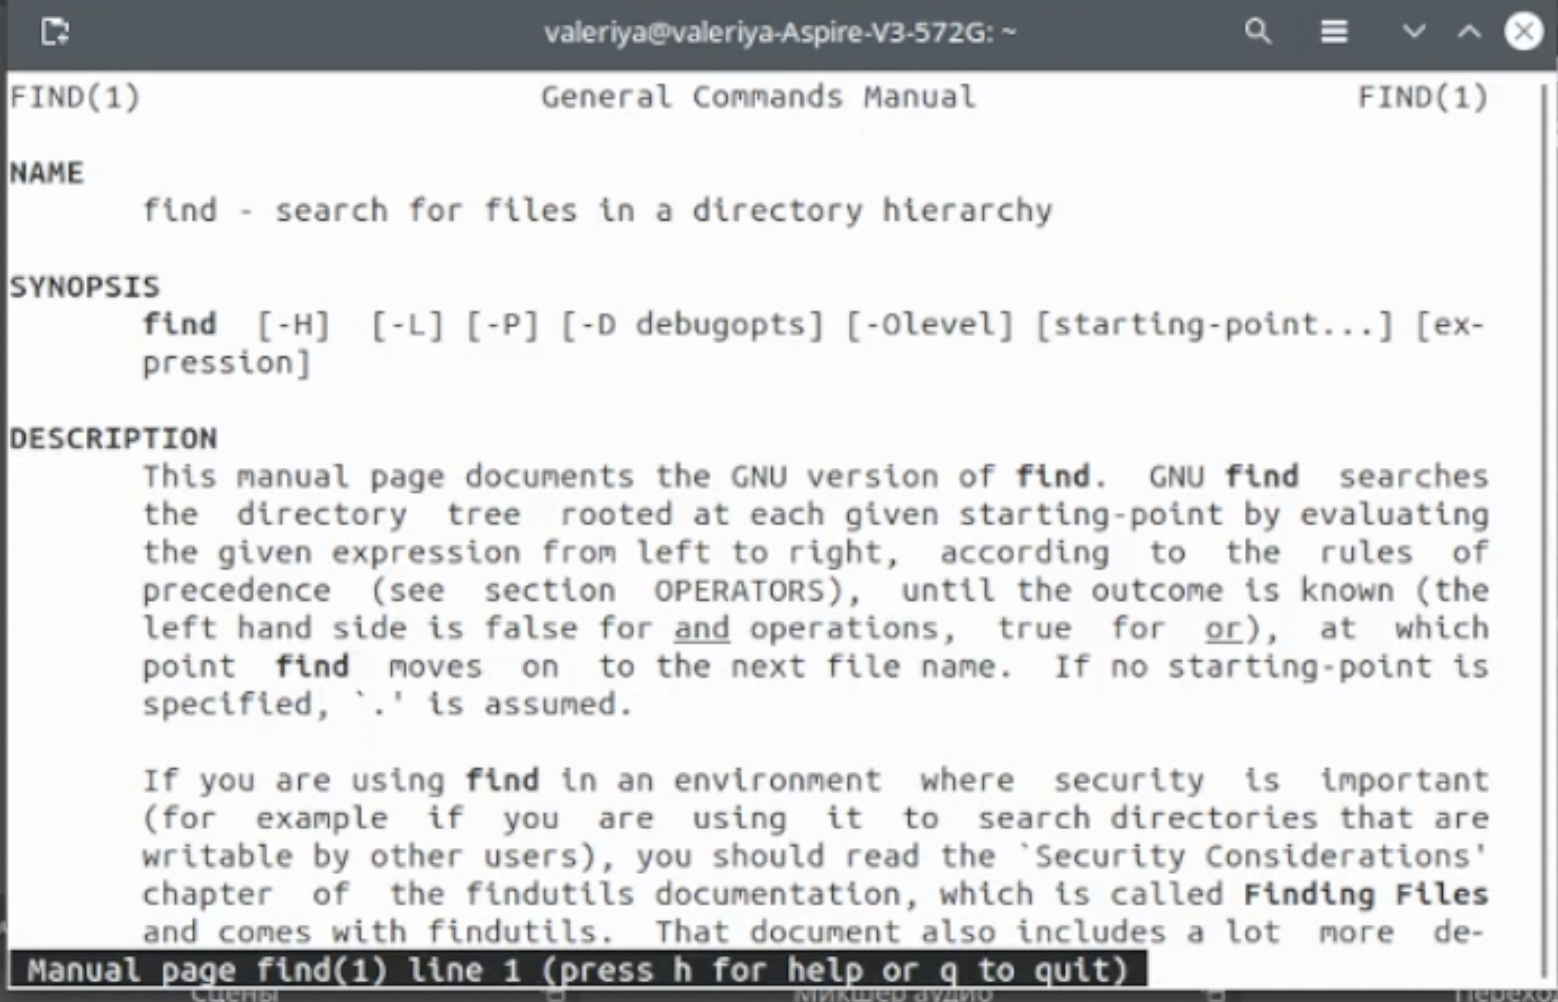 valeriya@valeriya-Aspire-V3-572G: ~
FIND(1) General Commands Manual FIND(1)
NAME
find - search for files in a directory hierarchy
SYNOPSIS
find [-H] [-L] [-P] [-D debugopts] [-Olevel] [starting-point...] [ex-
pression]
DESCRIPTION
This manual page documents the GNU version of find. GNU find searches
the directory tree rooted at each given starting-point by evaluating
the given expression from left to right, according to the rules of
precedence (see section OPERATORS), until the outcome is known (the
left hand side is false for and operations, true for or), at which
point find moves on to the next file name. If no starting-point is
specified, `.' is assumed.
If you are using find in an environment where security is important
(for example if you are using it to search directories that are
writable by other users), you should read the `Security Considerations'
chapter of the findutils documentation, which is called Finding Files
and comes with findutils. That document also includes a lot more de-
Manual page find(1) line 1 (press h for help or q to quit)
Сцены Микшер аудио